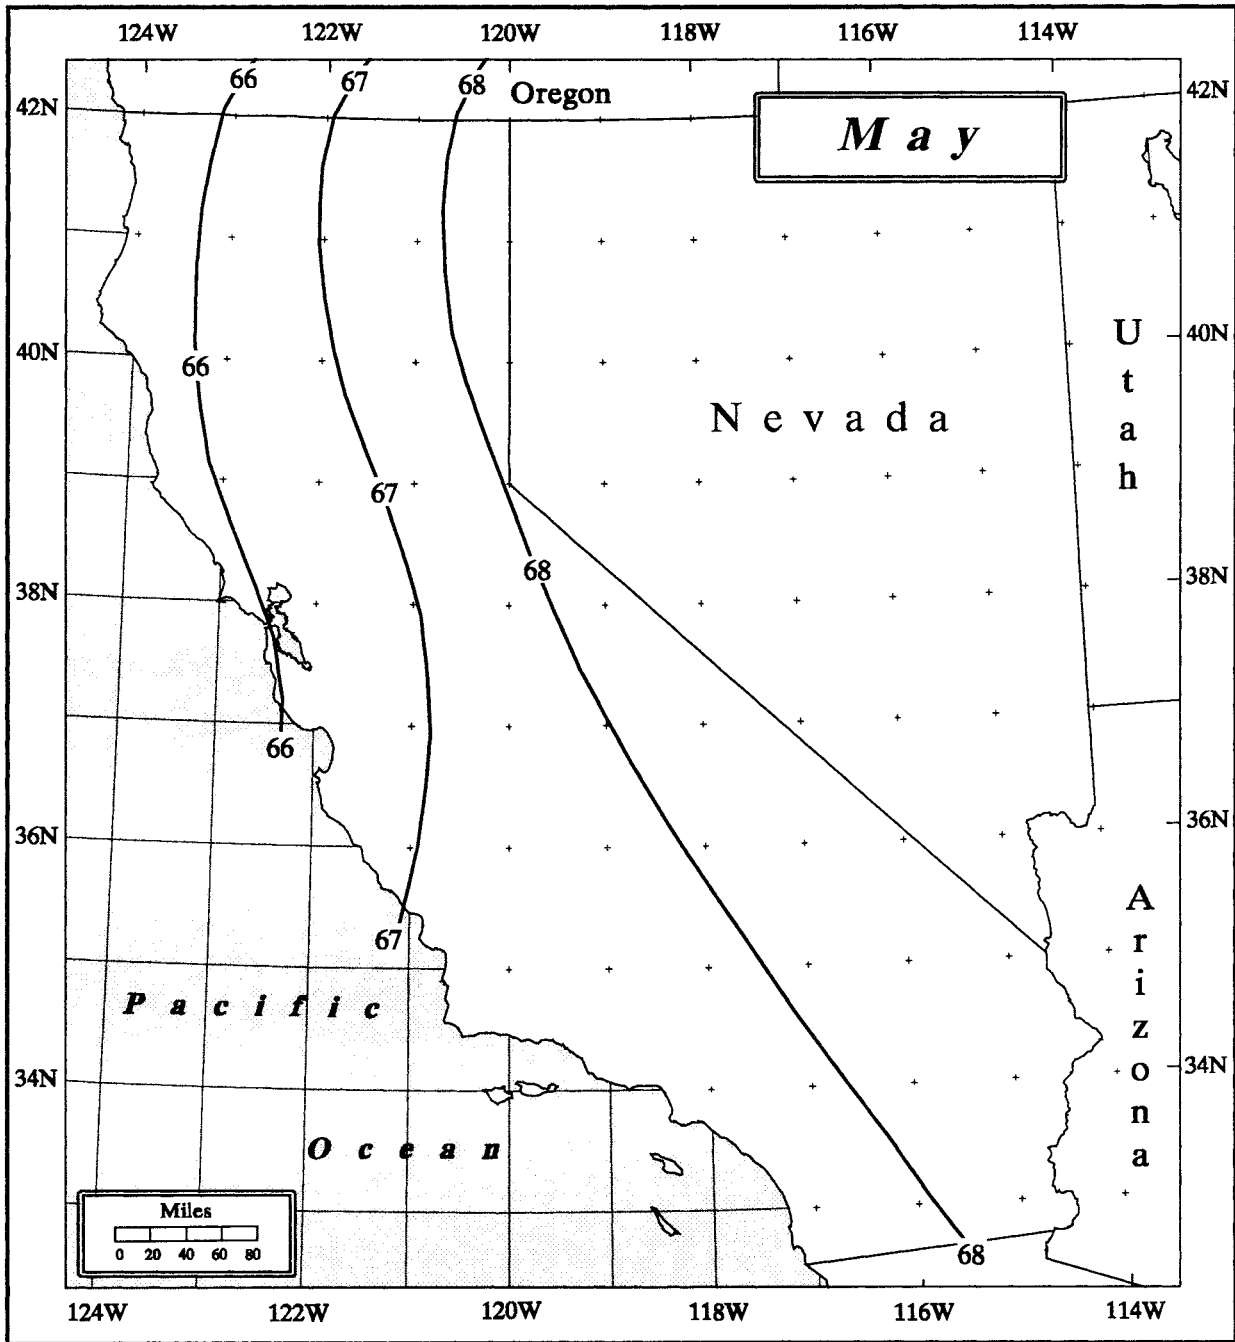 124W 122W 120W 118W 116W 114W
66 67 68 Oregon
42N 42N
May
40N Utah 40N
66
Nevada
67
68
38N 38N
66
36N 36N
67
Arizona
Pacific
34N 34N
Ocean
Miles
0 20 40 60 80
68
124W 122W 120W 118W 116W 114W